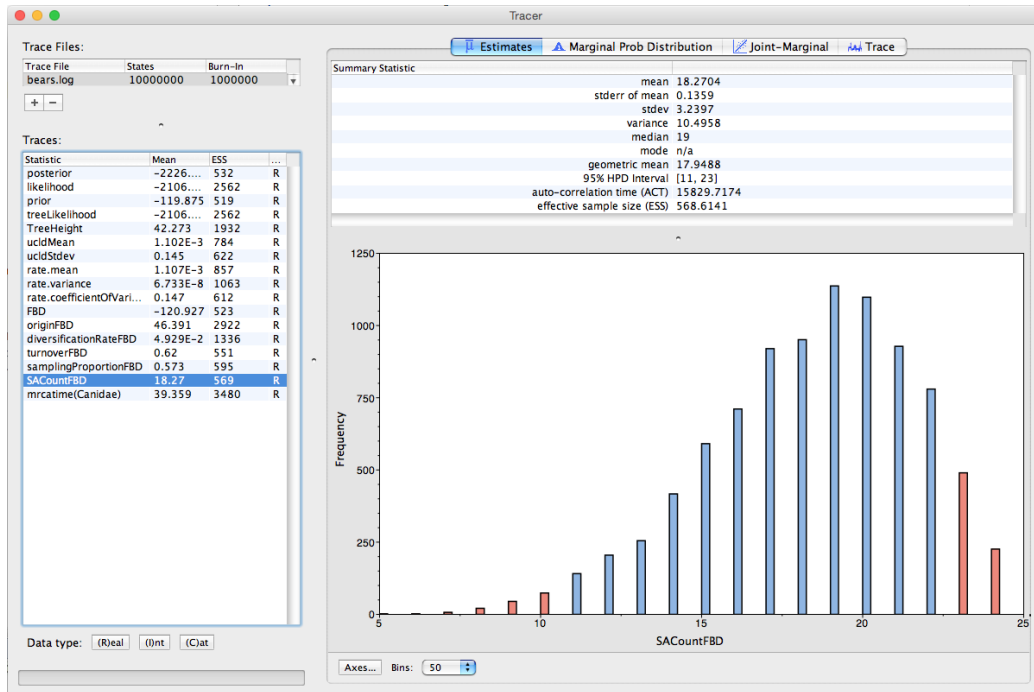 Tracer
Trace Files:
Trace File States Burn-In
bears.log 10000000 1000000
+ −
Traces:
Statistic Mean ESS ...
posterior -2226.... 532 R
likelihood -2106.... 2562 R
prior -119.875 519 R
treeLikelihood -2106.... 2562 R
TreeHeight 42.273 1932 R
ucldMean 1.102E-3 784 R
ucldStdev 0.145 622 R
rate.mean 1.107E-3 857 R
rate.variance 6.733E-8 1063 R
rate.coefficientOfVari... 0.147 612 R
FBD -120.927 523 R
originFBD 46.391 2922 R
diversificationRateFBD 4.929E-2 1336 R
turnoverFBD 0.62 551 R
samplingProportionFBD 0.573 595 R
SACountFBD 18.27 569 R
mrcatime(Canidae) 39.359 3480 R
Data type: (R)eal (I)nt (C)at
μ Estimates Marginal Prob Distribution Joint-Marginal Trace
Summary Statistic
mean 18.2704
stderr of mean 0.1359
stdev 3.2397
variance 10.4958
median 19
mode n/a
geometric mean 17.9488
95% HPD Interval [11, 23]
auto-correlation time (ACT) 15829.7174
effective sample size (ESS) 568.6141
1250
1000
750
500
250
0
Frequency
5 10 15 20 25
SACountFBD
Axes... Bins: 50